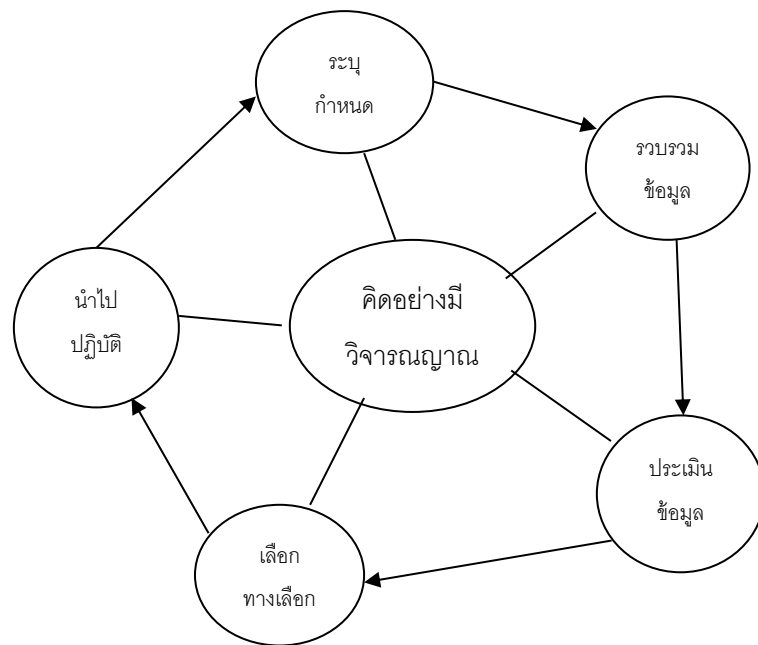 ระบุ
กำหนด
รวบรวม
ข้อมูล
คิดอย่างมี
วิจารณญาณ
นำไป
ปฏิบัติ
ประเมิน
ข้อมูล
เลือก
ทางเลือก